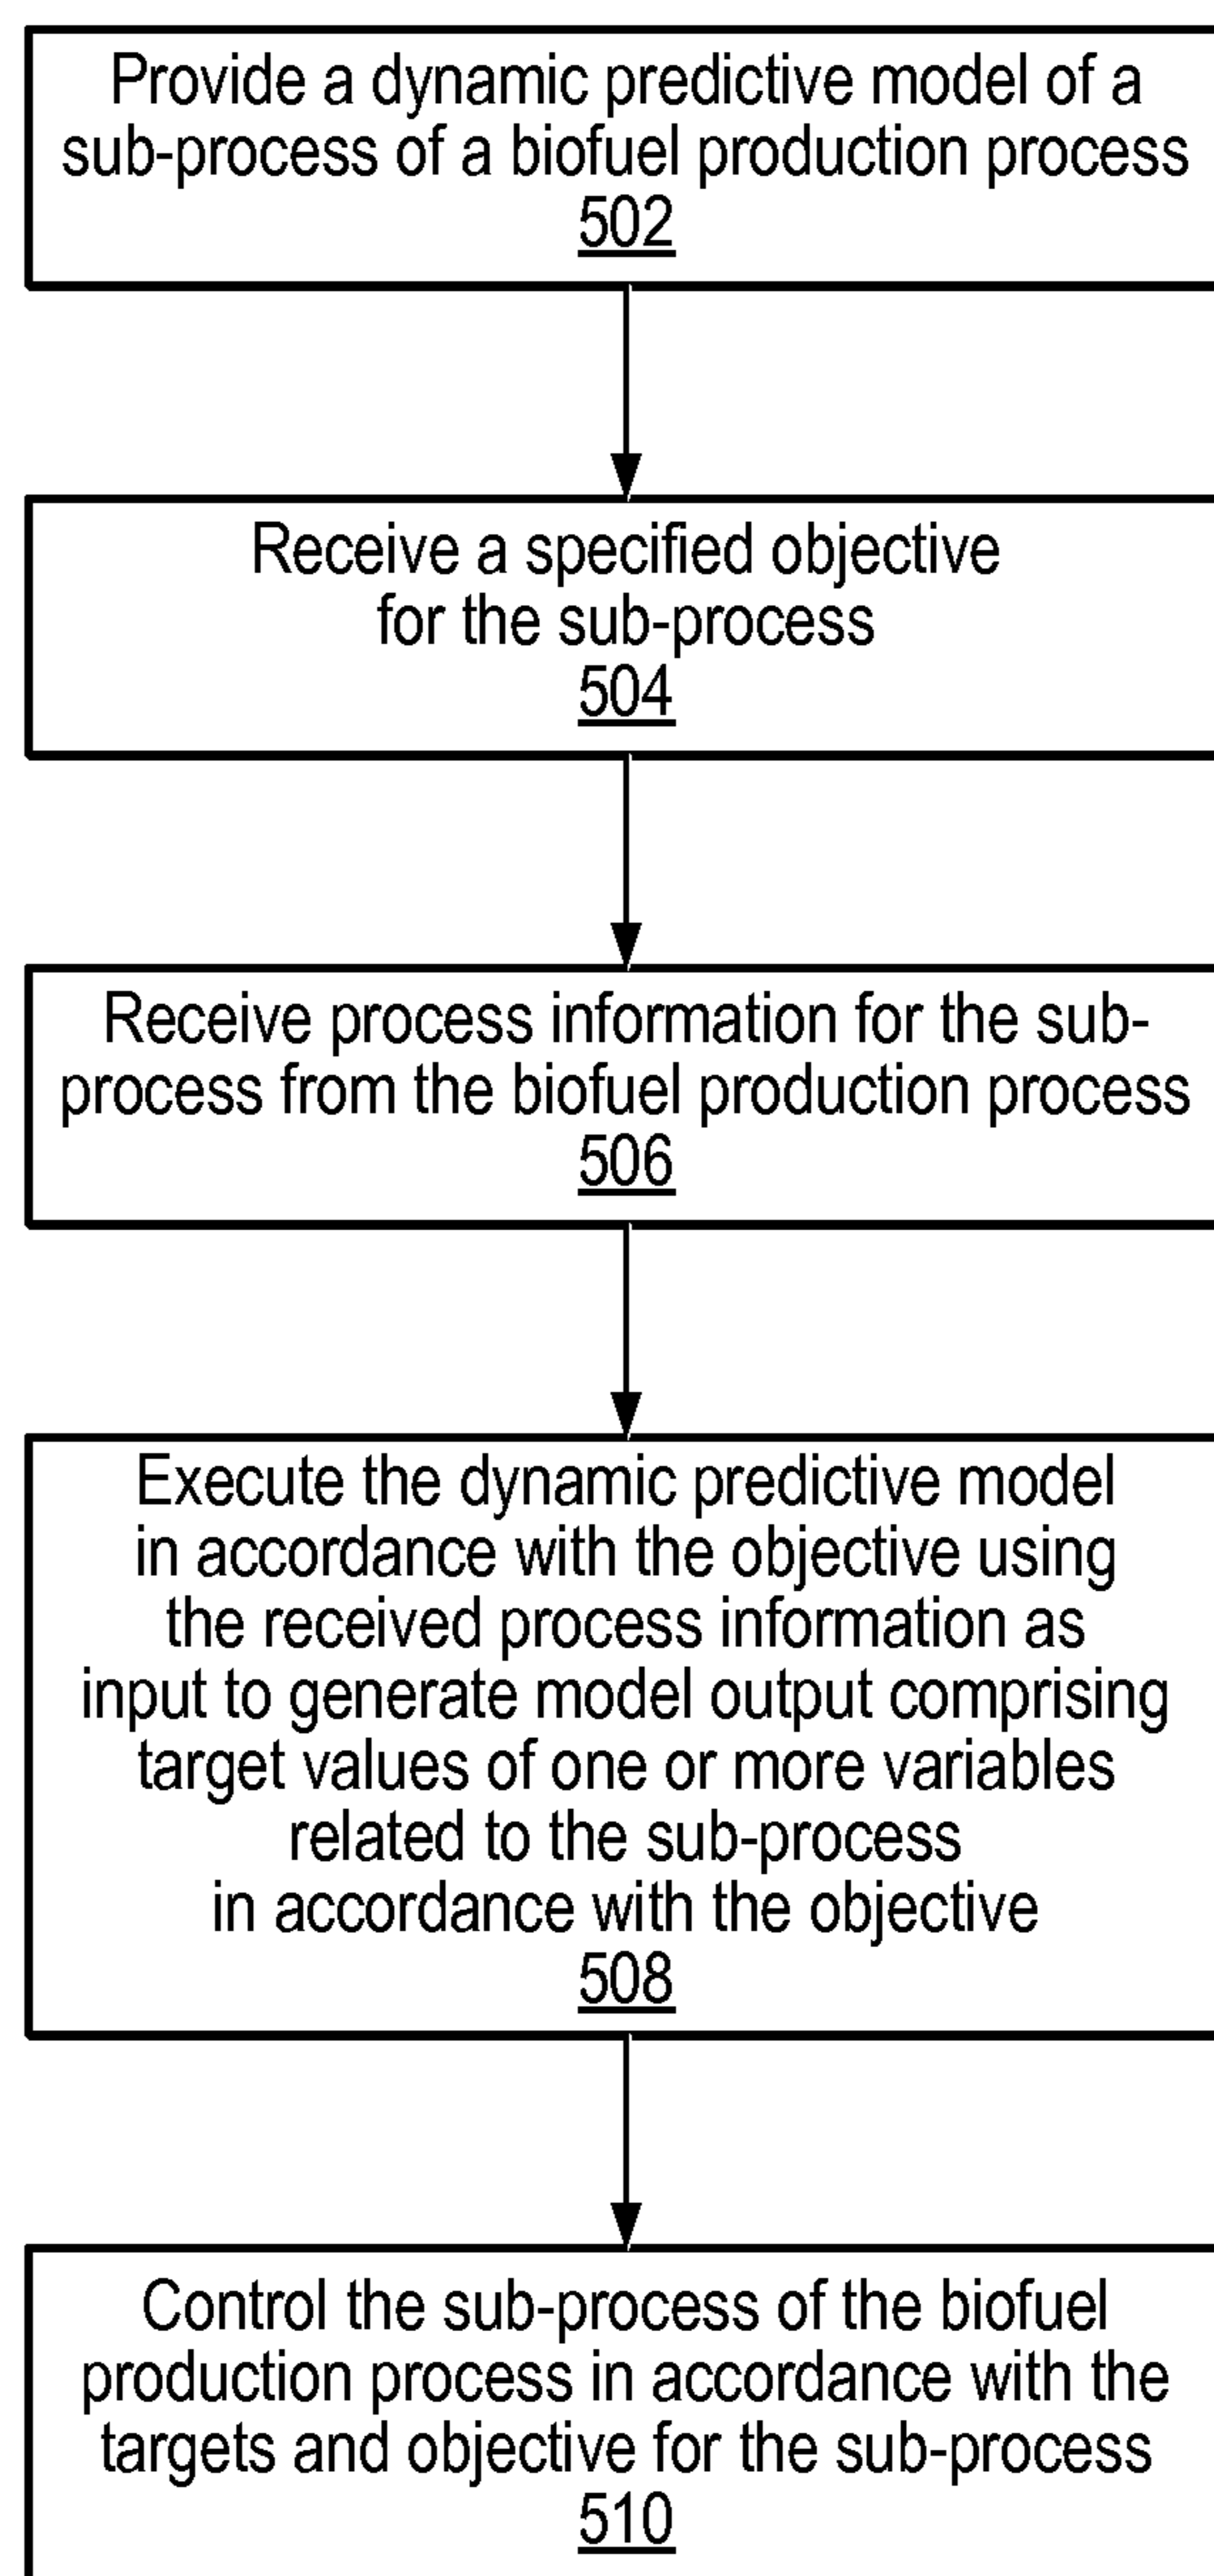 Provide a dynamic predictive model of a
sub-process of a biofuel production process
502
Receive a specified objective
for the sub-process
504
Receive process information for the sub-
process from the biofuel production process
506
Execute the dynamic predictive model
in accordance with the objective using
the received process information as
input to generate model output comprising
target values of one or more variables
related to the sub-process
in accordance with the objective
508
Control the sub-process of the biofuel
production process in accordance with the
targets and objective for the sub-process
510